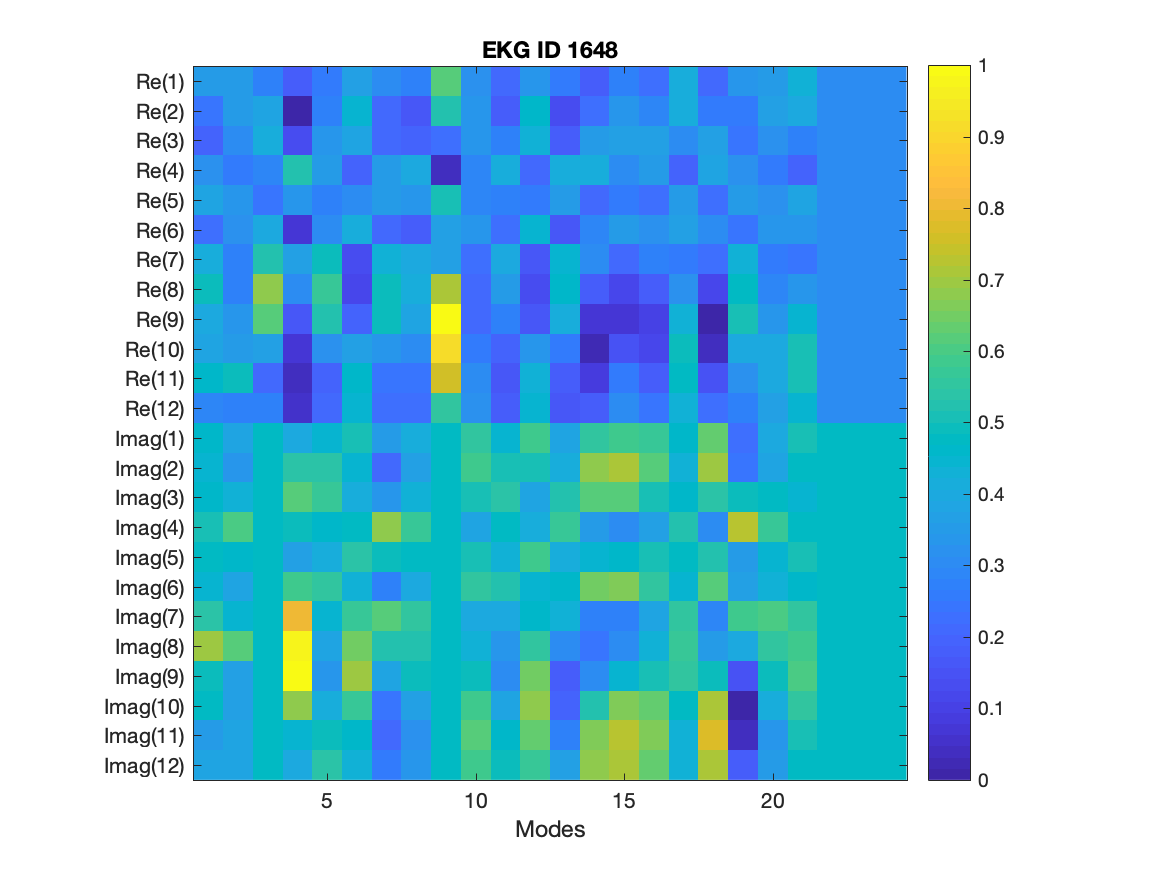 EKG ID 1648
Re(1)
Re(2)
Re(3)
Re(4)
Re(5)
Re(6)
Re(7)
Re(8)
Re(9)
Re(10)
Re(11)
Re(12)
Imag(1)
Imag(2)
Imag(3)
Imag(4)
Imag(5)
Imag(6)
Imag(7)
Imag(8)
Imag(9)
Imag(10)
Imag(11)
Imag(12)
5 10 15 20
Modes
1
0.9
0.8
0.7
0.6
0.5
0.4
0.3
0.2
0.1
0